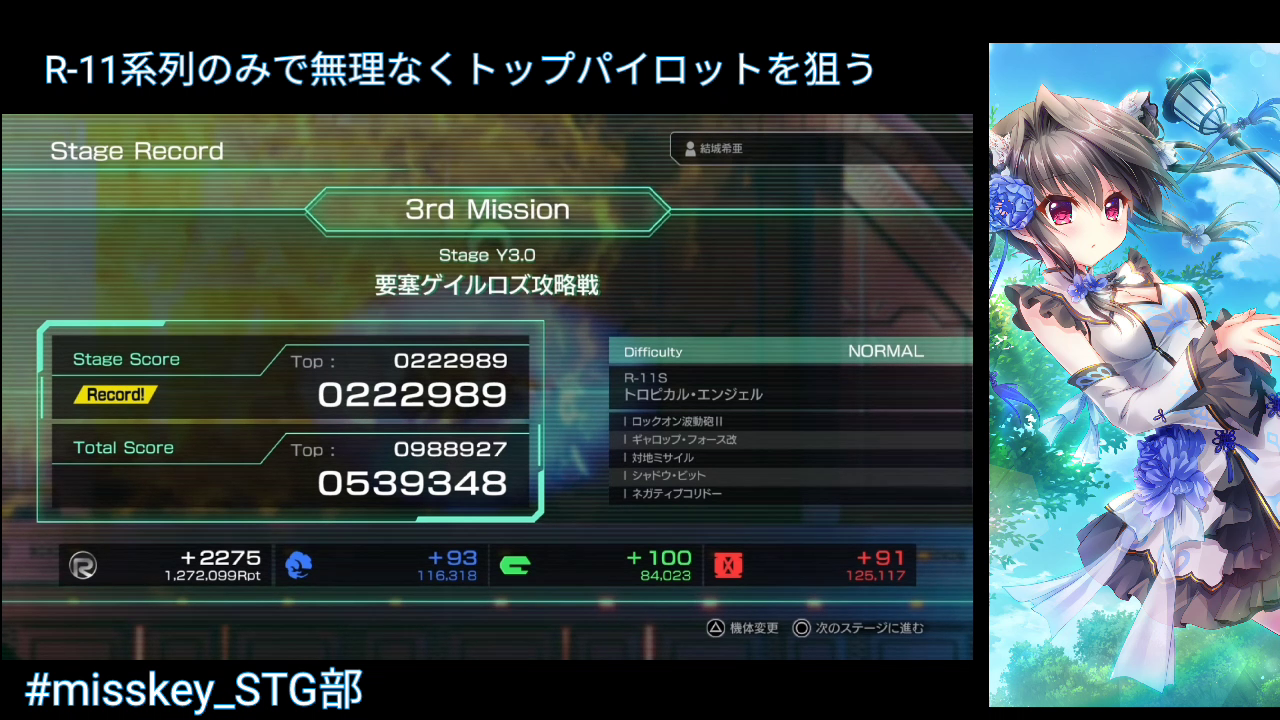 R-11系列のみで無理なくトップパイロットを狙う
Stage Record
結城希亜
3rd Mission
Stage Y3.0
要塞ゲイルロズ攻略戦
Stage Score
Top : 0222989
Record!
0222989
Total Score
Top : 0988927
0539348
Difficulty NORMAL
R-11S
トロピカル・エンジェル
ロックオン波動砲II
ギャロップ・フォース改
対地ミサイル
シャドウ・ビット
ネガティブコリドー
R +2275
1,272,099Rpt
+93
116,318
+100
84,023
+91
125,117
機体変更 次のステージに進む
#misskey_STG部